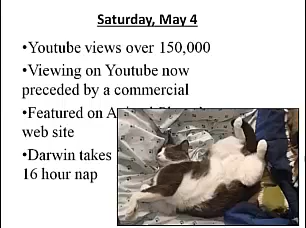 Saturday, May 4
•Youtube views over 150,000
•Viewing on Youtube now
preceded by a commercial
•Featured on
web site
•Darwin takes
16 hour nap